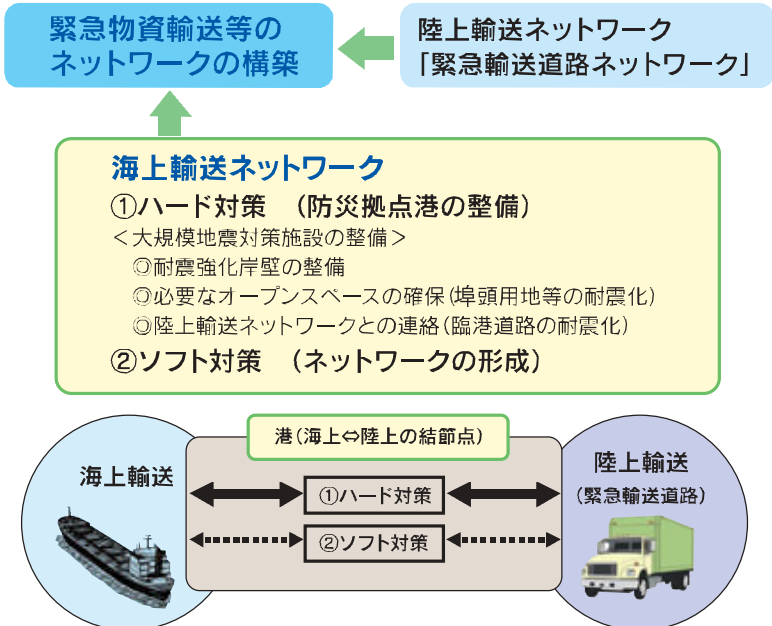 緊急物資輸送等の
ネットワークの構築
陸上輸送ネットワーク
「緊急輸送道路ネットワーク」
海上輸送ネットワーク
①ハード対策　（防災拠点港の整備）
＜大規模地震対策施設の整備＞
◎耐震強化岸壁の整備
◎必要なオープンスペースの確保（埠頭用地等の耐震化）
◎陸上輸送ネットワークとの連絡（臨港道路の耐震化）
②ソフト対策　（ネットワークの形成）
港（海上⇔陸上の結節点）
海上輸送
陸上輸送
（緊急輸送道路）
①ハード対策
②ソフト対策